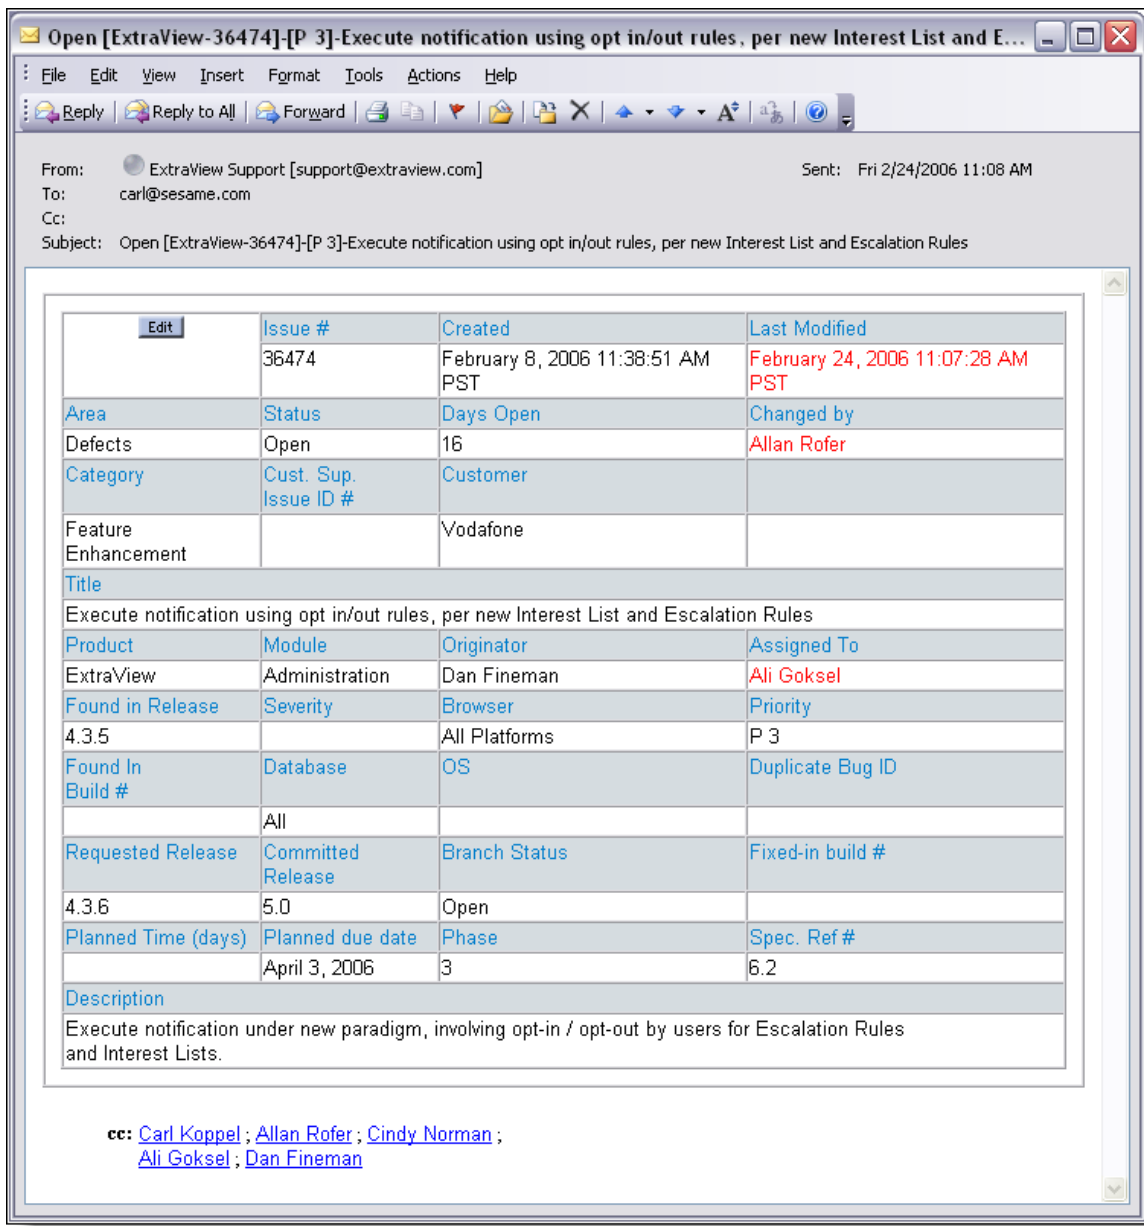 Open [ExtraView-36474]-[P 3]-Execute notification using opt in/out rules, per new Interest List and E...
File Edit View Insert Format Tools Actions Help
Reply Reply to All Forward
From: ExtraView Support [support@extraview.com] Sent: Fri 2/24/2006 11:08 AM
To: carl@sesame.com
Cc:
Subject: Open [ExtraView-36474]-[P 3]-Execute notification using opt in/out rules, per new Interest List and Escalation Rules
Edit Issue # Created Last Modified
36474 February 8, 2006 11:38:51 AM February 24, 2006 11:07:28 AM
PST PST
Area Status Days Open Changed by
Defects Open 16 Allan Rofer
Category Cust. Sup. Customer
Issue ID #
Feature Vodafone
Enhancement
Title
Execute notification using opt in/out rules, per new Interest List and Escalation Rules
Product Module Originator Assigned To
ExtraView Administration Dan Fineman Ali Goksel
Found in Release Severity Browser Priority
4.3.5 All Platforms P 3
Found In Database OS Duplicate Bug ID
Build #
All
Requested Release Committed Branch Status Fixed-in build #
Release
4.3.6 5.0 Open
Planned Time (days) Planned due date Phase Spec. Ref #
April 3, 2006 3 6.2
Description
Execute notification under new paradigm, involving opt-in / opt-out by users for Escalation Rules
and Interest Lists.
cc: Carl Koppel ; Allan Rofer ; Cindy Norman ;
Ali Goksel ; Dan Fineman